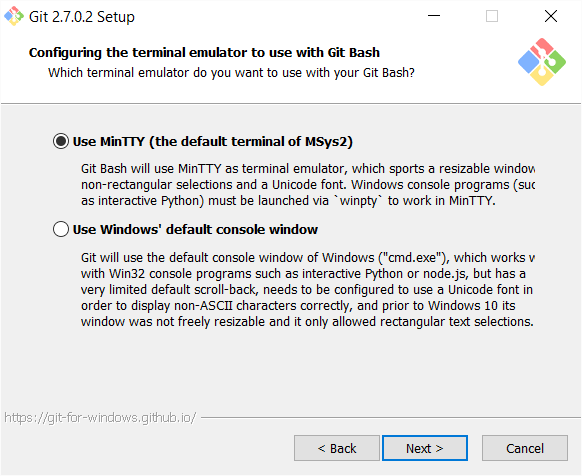 Git 2.7.0.2 Setup
Configuring the terminal emulator to use with Git Bash
Which terminal emulator do you want to use with your Git Bash?
Use MinTTY (the default terminal of MSys2)
Git Bash will use MinTTY as terminal emulator, which sports a resizable window
non-rectangular selections and a Unicode font. Windows console programs (suc
as interactive Python) must be launched via `winpty` to work in MinTTY.
Use Windows' default console window
Git will use the default console window of Windows ("cmd.exe"), which works w
with Win32 console programs such as interactive Python or node.js, but has a
very limited default scroll-back, needs to be configured to use a Unicode font in
order to display non-ASCII characters correctly, and prior to Windows 10 its
window was not freely resizable and it only allowed rectangular text selections.
https://git-for-windows.github.io/
< Back
Next >
Cancel